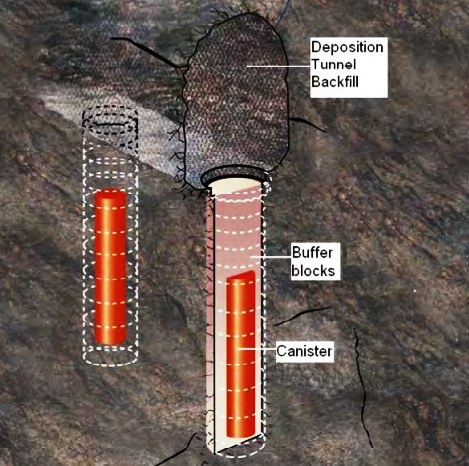 Deposition
Tunnel
Backfill
Buffer
blocks
Canister